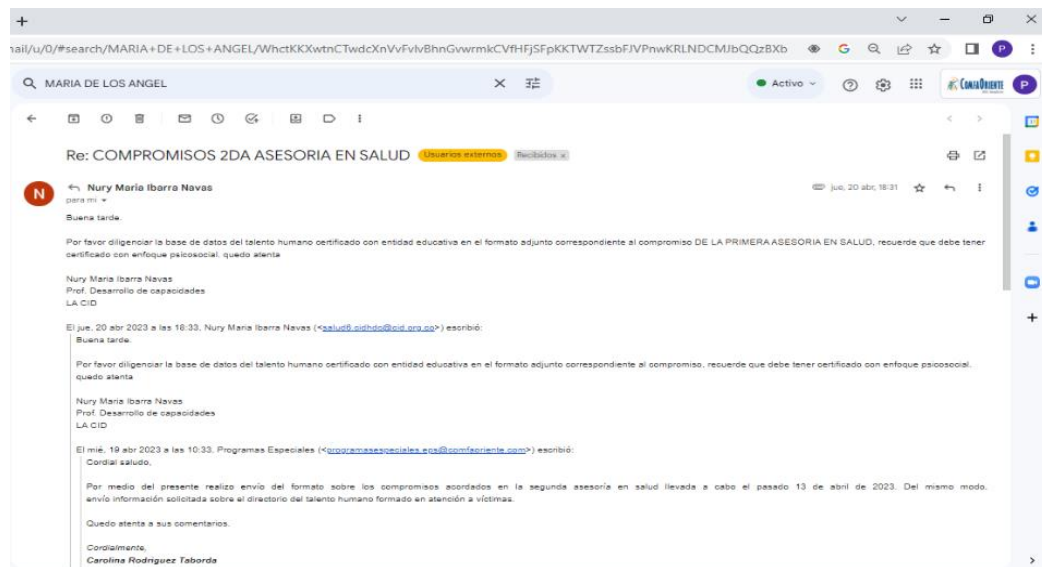 MARIA DE LOS ANGEL
Activo
COMFAORIENTE
P
P
Re: COMPROMISOS 2DA ASESORIA EN SALUD Usuarios externos Recibidos x
N
Nury Maria Ibarra Navas
jue, 20 abr, 18:31
para mí
Buena tarde.
Por favor diligenciar la base de datos del talento humano certificado con entidad educativa en el formato adjunto correspondiente al compromiso DE LA PRIMERA ASESORIA EN SALUD, recuerde que debe tener
certificado con enfoque psicosocial, quedo atenta
Nury Maria Ibarra Navas
Prof. Desarrollo de capacidades
LA CID
El jue, 20 abr 2023 a las 18:33, Nury Maria Ibarra Navas (<salud6.cidhdo@cid.org.co>) escribió:
Buena tarde.
Por favor diligenciar la base de datos del talento humano certificado con entidad educativa en el formato adjunto correspondiente al compromiso, recuerde que debe tener certificado con enfoque psicosocial.
quedo atenta
Nury Maria Ibarra Navas
Prof. Desarrollo de capacidades
LA CID
El mié, 19 abr 2023 a las 10:33, Programas Especiales (<programasespeciales.eps@comfaoriente.com>) escribió:
Cordial saludo,
Por medio del presente realizo envío del formato sobre los compromisos acordados en la segunda asesoría en salud llevada a cabo el pasado 13 de abril de 2023. Del mismo modo,
envío información solicitada sobre el directorio del talento humano formado en atención a víctimas.
Quedo atenta a sus comentarios.
Cordialmente,
Carolina Rodriguez Taborda